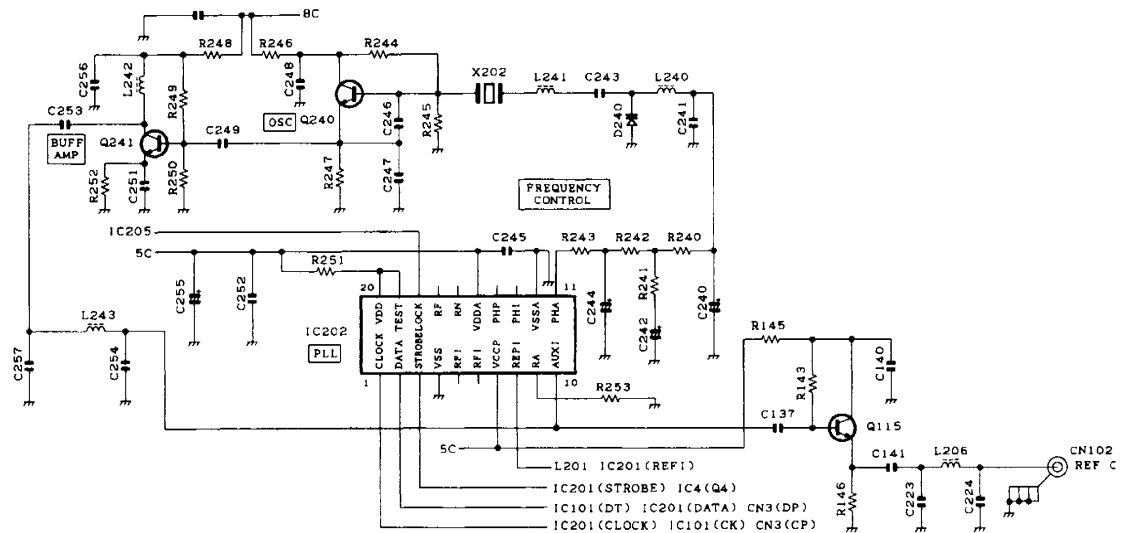 8C
R248
R246
R244
C256
L242
C248
X202
L241
C243
L240
R249
C253
C246
R245
D240
C241
BUFF AMP
Q241
C249
OSC
Q240
R252
C251
R250
R247
C247
FREQUENCY CONTROL
IC205
5C
C245
R243
R242
R240
R251
C255
C252
R241
C244
C242
C240
20
11
VDD
TEST
LOCK
RF
RN
VDDA
PHP
PHI
VSSA
PHA
IC202
PLL
CLOCK
DATA
STROBE
VSS
RFI
RFI
VCCP
REPI
RA
AUXI
1
10
L243
C257
C254
R253
R145
R143
C140
C137
Q115
5C
C141
L206
CN102
REF O
R146
C223
C224
L201 IC201(REFI)
IC201(STROBE) IC4(Q4)
IC101(DT) IC201(DATA) CN3(DP)
IC201(CLOCK) IC101(CK) CN3(CP)